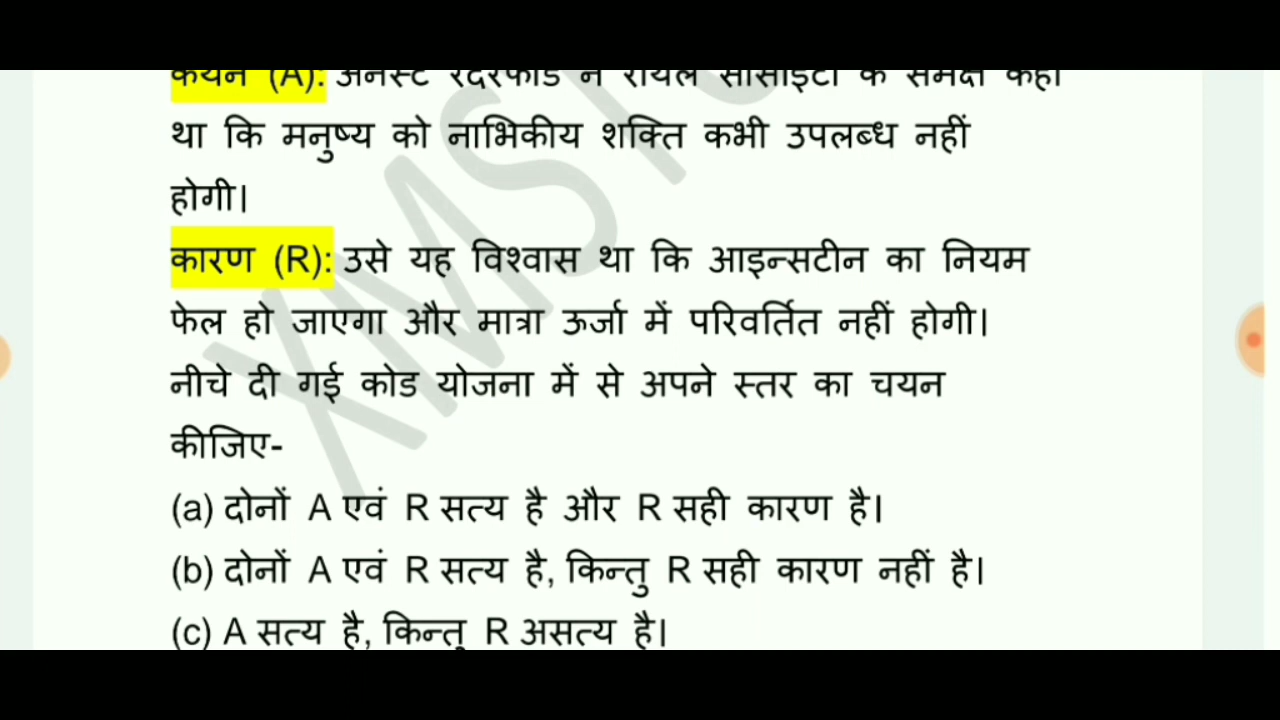 कथन (A): अर्नेस्ट रदरफोर्ड ने रॉयल सोसाइटी के समक्ष कहा
था कि मनुष्य को नाभिकीय शक्ति कभी उपलब्ध नहीं
होगी।
कारण (R): उसे यह विश्वास था कि आइन्सटीन का नियम
फेल हो जाएगा और मात्रा ऊर्जा में परिवर्तित नहीं होगी।
नीचे दी गई कोड योजना में से अपने स्तर का चयन
कीजिए-
(a) दोनों A एवं R सत्य है और R सही कारण है।
(b) दोनों A एवं R सत्य है, किन्तु R सही कारण नहीं है।
(c) A सत्य है, किन्तु R असत्य है।